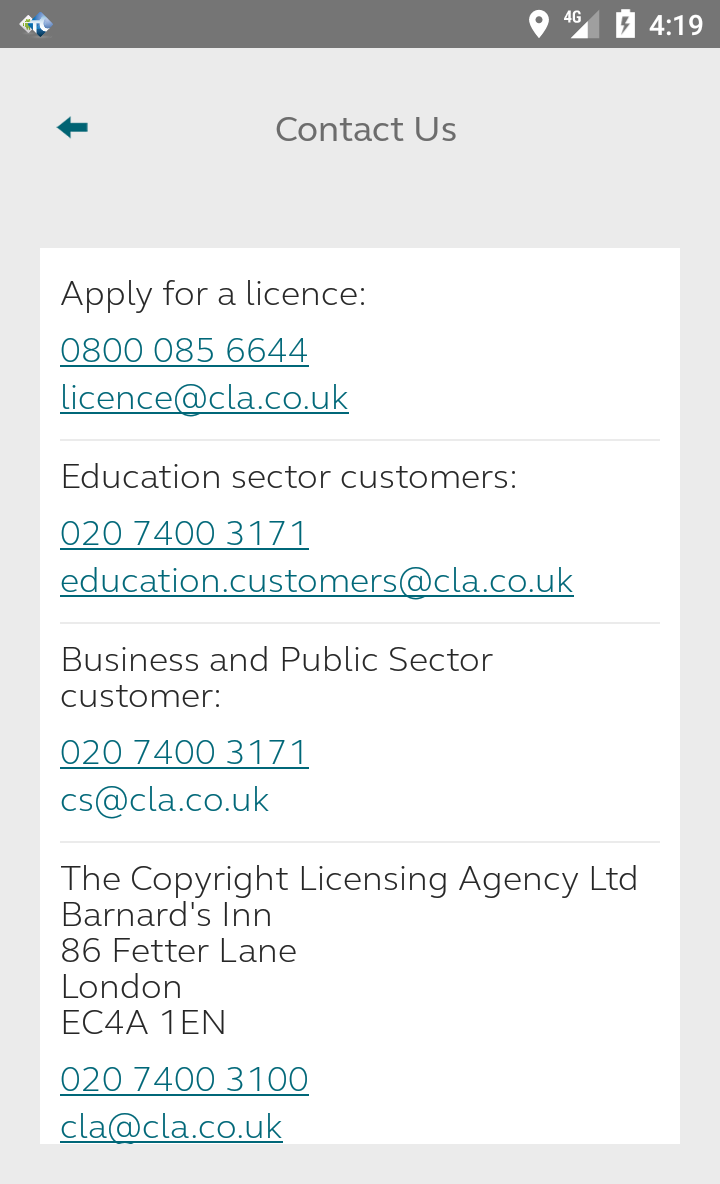 4G 4:19
Contact Us
Apply for a licence:
0800 085 6644
licence@cla.co.uk
Education sector customers:
020 7400 3171
education.customers@cla.co.uk
Business and Public Sector
customer:
020 7400 3171
cs@cla.co.uk
The Copyright Licensing Agency Ltd
Barnard's Inn
86 Fetter Lane
London
EC4A 1EN
020 7400 3100
cla@cla.co.uk